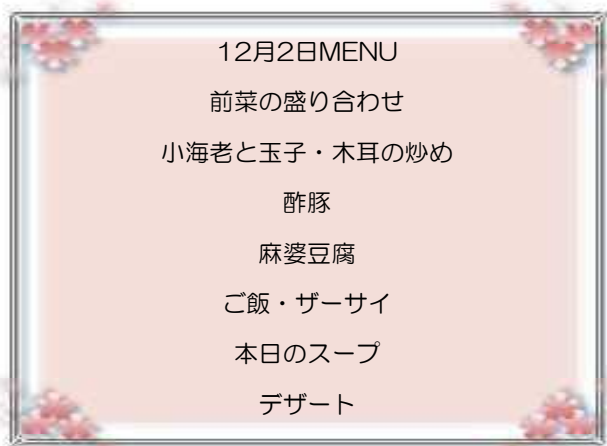 12月2日MENU
前菜の盛り合わせ
小海老と玉子・木耳の炒め
酢豚
麻婆豆腐
ご飯・ザーサイ
本日のスープ
デザート